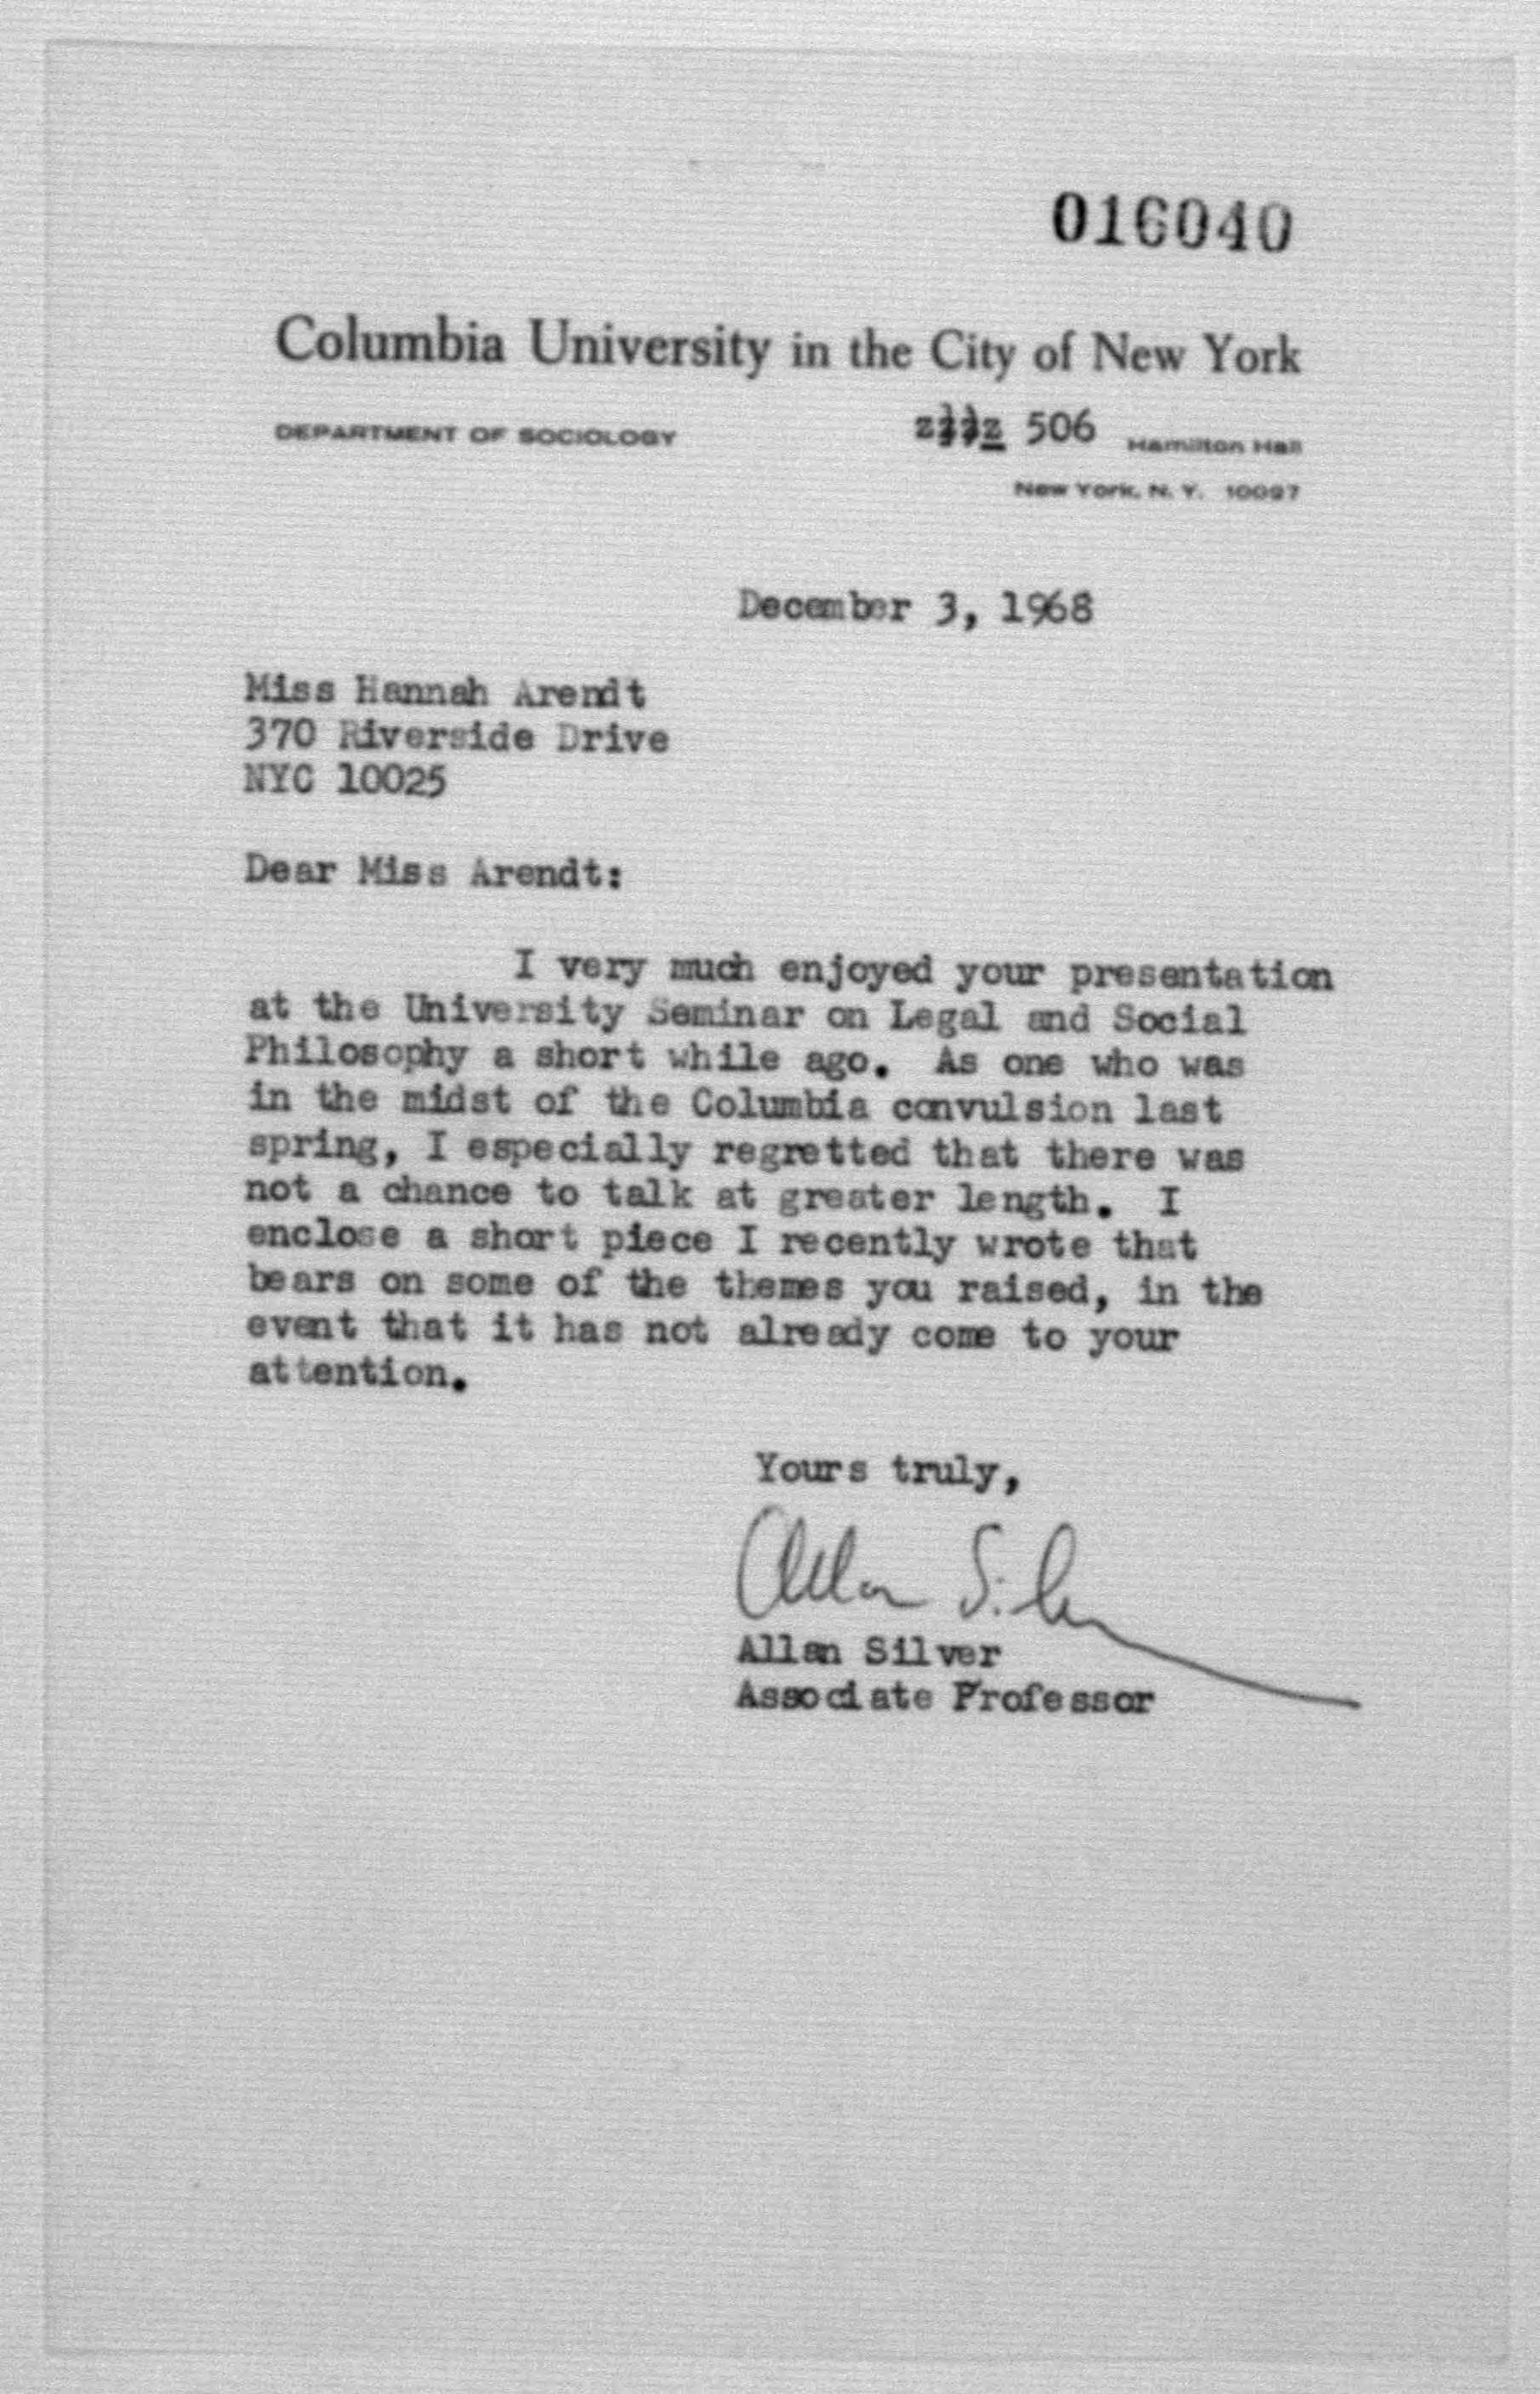 016040
Columbia University in the City of New York
DEPARTMENT OF SOCIOLOGY 506 Hamilton Hall
New York, N. Y. 10027
December 3, 1968
Miss Hannah Arendt
370 Riverside Drive
NYC 10025
Dear Miss Arendt:
I very much enjoyed your presentation
at the University Seminar on Legal and Social
Philosophy a short while ago. As one who was
in the midst of the Columbia convulsion last
spring, I especially regretted that there was
not a chance to talk at greater length. I
enclose a short piece I recently wrote that
bears on some of the themes you raised, in the
event that it has not already come to your
attention.
Yours truly,
Allan Silver
Allan Silver
Associate Professor